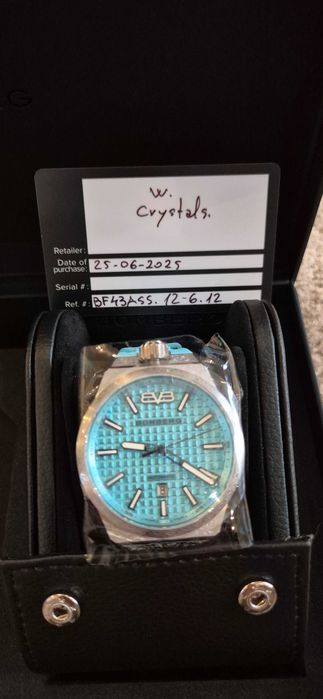 G
W.
Crystals.
Retailer:
Date of purchase: 25-06-2025
Serial #:
Ref. #: BF43ASS.12-6.12
BOMBERG